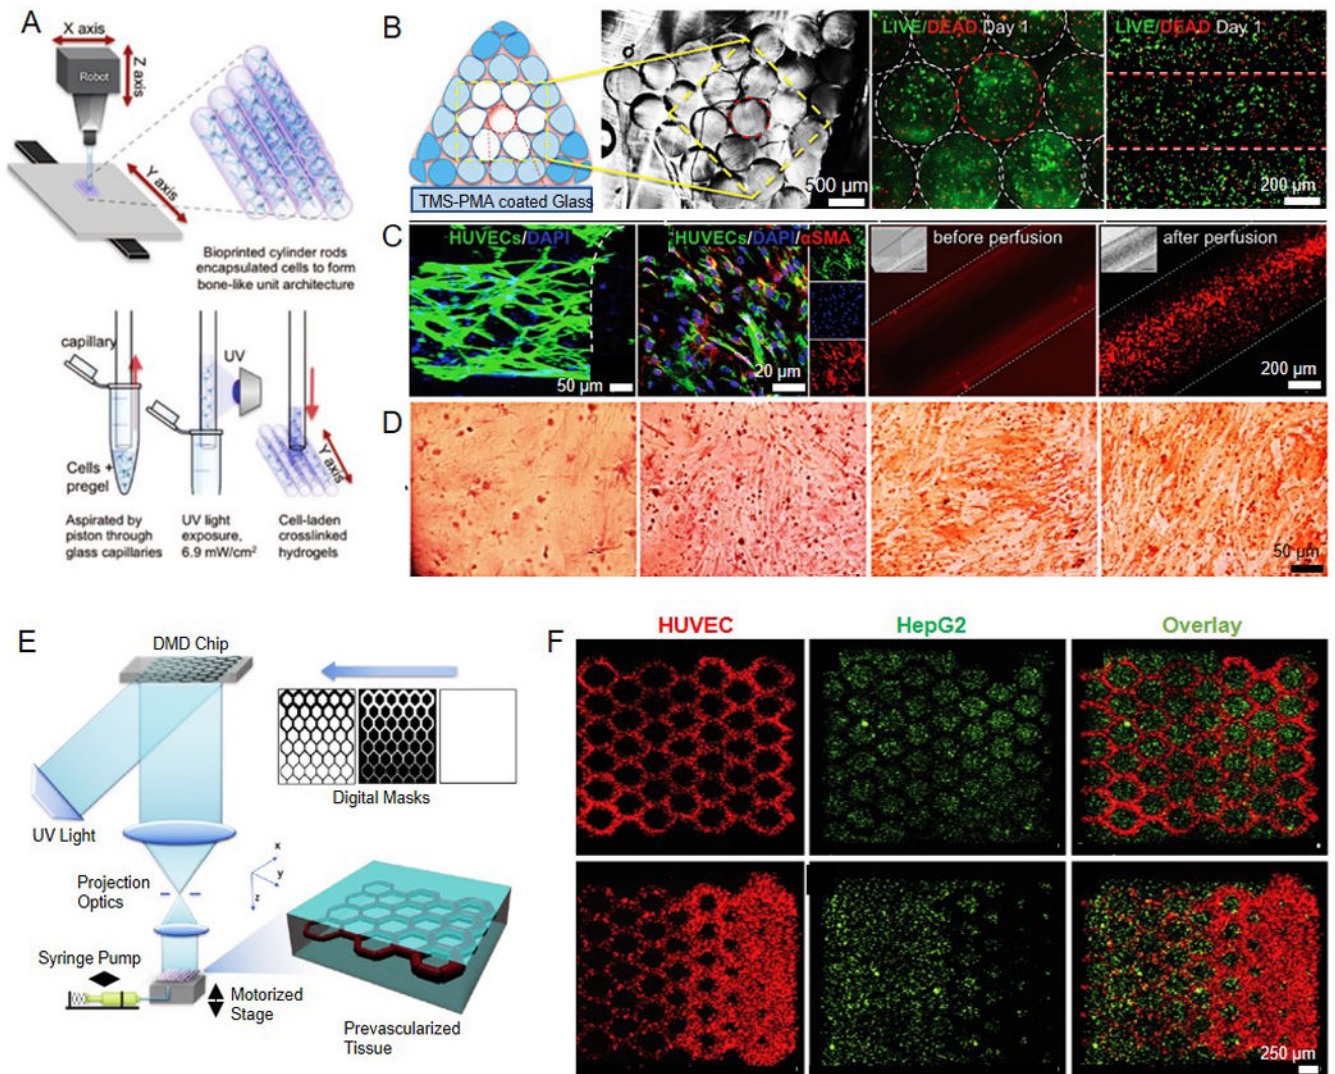 A
X axis
Z axis
Robot
Y axis
Bioprinted cylinder rods
encapsulated cells to form
bone-like unit architecture
capillary
UV
Cells +
pregel
Y axis
Aspirated by
piston through
glass capillaries
UV light
exposure,
6.9 mW/cm²
Cell-laden
crosslinked
hydrogels
B
TMS-PMA coated Glass
500 µm
LIVE/DEAD Day 1
LIVE/DEAD Day 1
200 µm
C
HUVECs/DAPI
50 µm
HUVECs/DAPI/αSMA
20 µm
before perfusion
after perfusion
200 µm
D
50 µm
E
DMD Chip
Digital Masks
UV Light
Projection
Optics
x
y
z
Syringe Pump
Motorized
Stage
Prevascularized
Tissue
F
HUVEC
HepG2
Overlay
250 µm